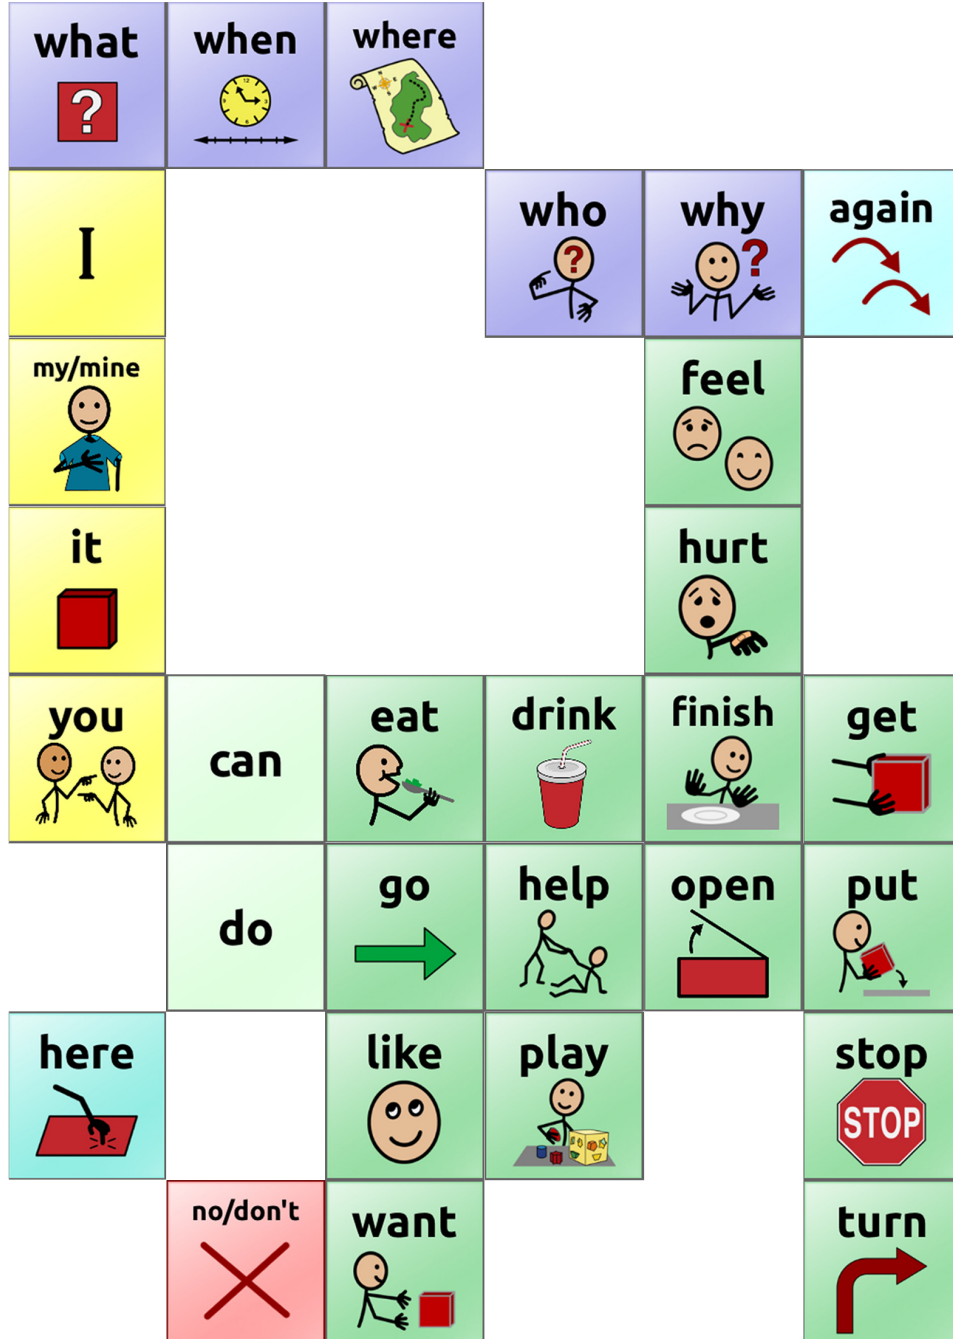 what when where
?
I
who why again
? ?
my/mine feel
it hurt
you can eat drink finish get
do go help open put
here like play stop
STOP
no/don't want turn